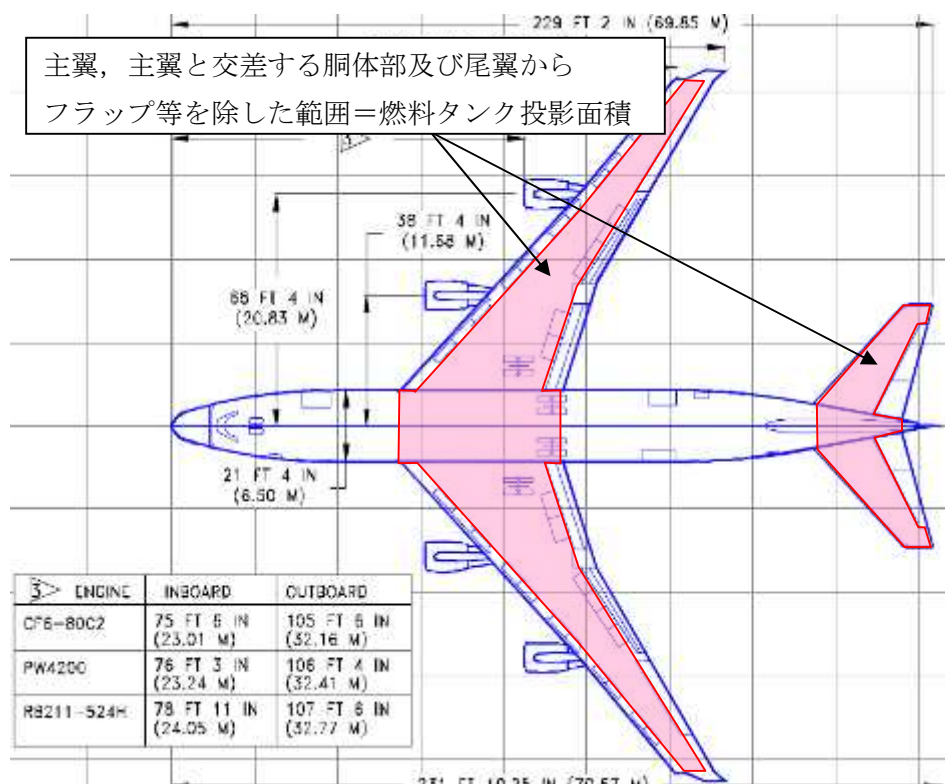 229 FT 2 IN (69.85 M)
主翼，主翼と交差する胴体部及び尾翼から
フラップ等を除した範囲＝燃料タンク投影面積
38 FT 4 IN
(11.68 M)
68 FT 4 IN
(20.83 M)
21 FT 4 IN
(6.50 M)
3 ENGINE INBOARD OUTBOARD
CF6-80C2 75 FT 6 IN 105 FT 6 IN
(23.01 M) (32.16 M)
PW4200 76 FT 3 IN 106 FT 4 IN
(23.24 M) (32.41 M)
RB211-524H 78 FT 11 IN 107 FT 6 IN
(24.05 M) (32.77 M)